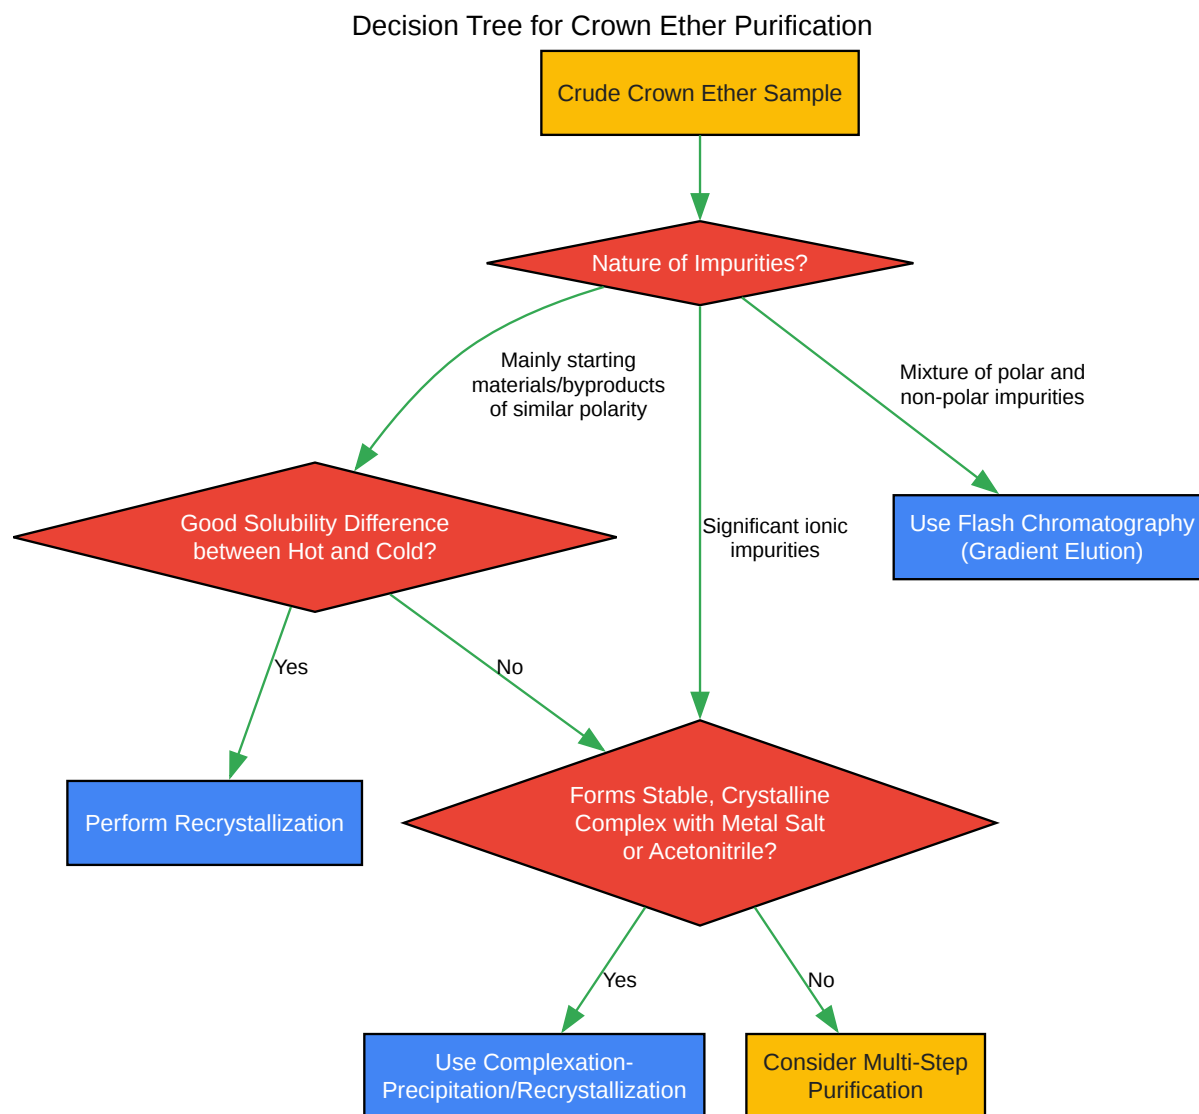 Decision Tree for Crown Ether Purification
Crude Crown Ether Sample
Nature of Impurities?
Mainly starting
materials/byproducts
of similar polarity
Mixture of polar and
non-polar impurities
Good Solubility Difference
between Hot and Cold?
Significant ionic
impurities
Use Flash Chromatography
(Gradient Elution)
Yes
No
Perform Recrystallization
Forms Stable, Crystalline
Complex with Metal Salt
or Acetonitrile?
Yes
No
Use Complexation-
Precipitation/Recrystallization
Consider Multi-Step
Purification